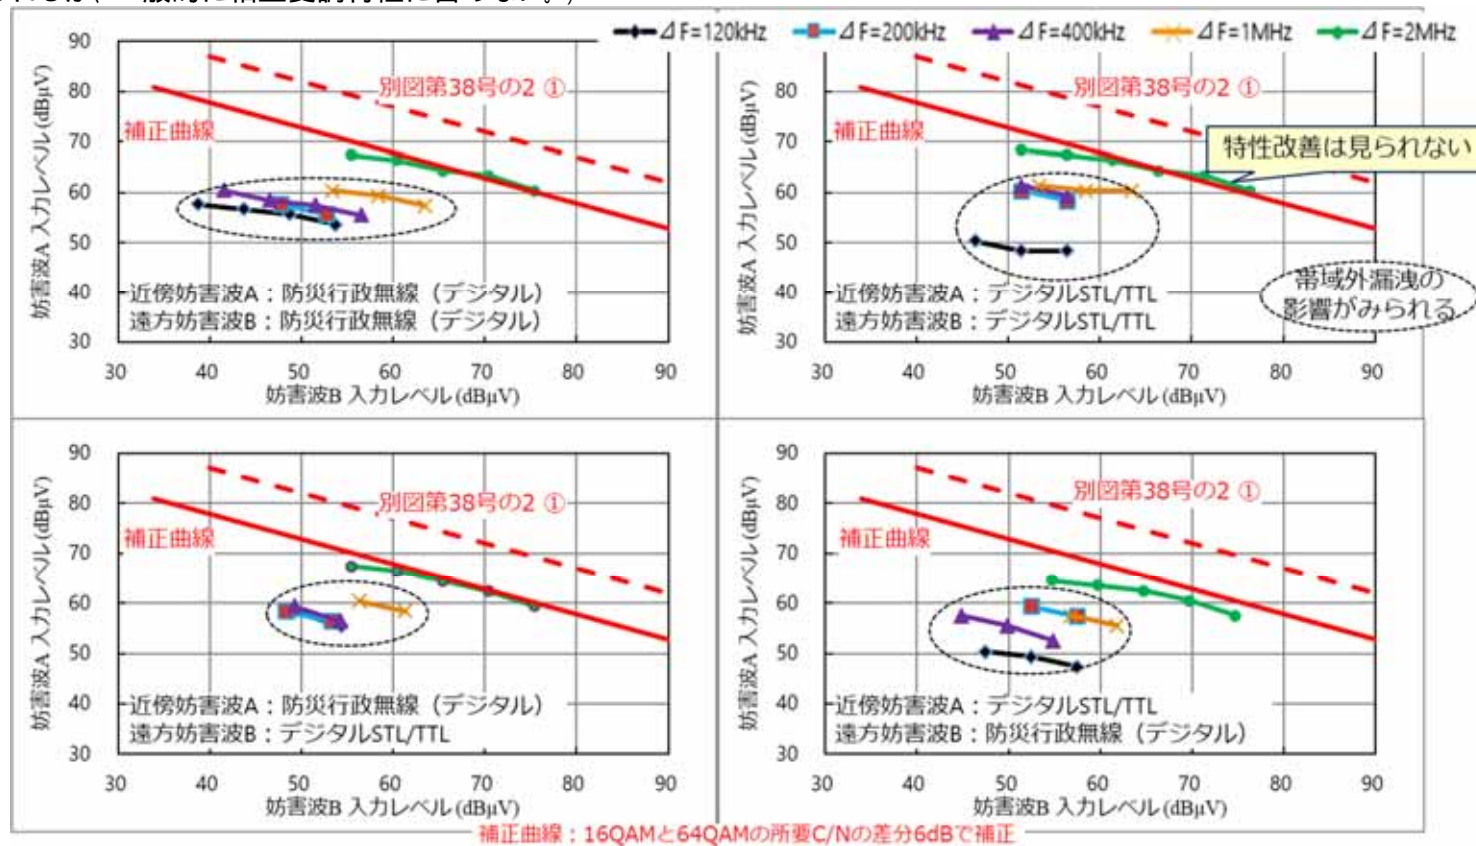 ΔF=120kHz ΔF=200kHz ΔF=400kHz ΔF=1MHz ΔF=2MHz
妨害波A 入力レベル(dBμV)
90
80
70
60
50
40
30
別図第38号の2 ①
補正曲線
近傍妨害波A:防災行政無線(デジタル)
遠方妨害波B:防災行政無線(デジタル)
30 40 50 60 70 80 90
妨害波B 入力レベル(dBμV)
妨害波A 入力レベル(dBμV)
90
80
70
60
50
40
30
別図第38号の2 ①
補正曲線
特性改善は見られない
帯域外漏洩の
影響がみられる
近傍妨害波A:デジタルSTL/TTL
遠方妨害波B:デジタルSTL/TTL
30 40 50 60 70 80 90
妨害波B 入力レベル(dBμV)
妨害波A 入力レベル(dBμV)
90
80
70
60
50
40
30
別図第38号の2 ①
補正曲線
近傍妨害波A:防災行政無線(デジタル)
遠方妨害波B:デジタルSTL/TTL
30 40 50 60 70 80 90
妨害波B 入力レベル(dBμV)
妨害波A 入力レベル(dBμV)
90
80
70
60
50
40
30
別図第38号の2 ①
補正曲線
近傍妨害波A:デジタルSTL/TTL
遠方妨害波B:防災行政無線(デジタル)
30 40 50 60 70 80 90
妨害波B 入力レベル(dBμV)
補正曲線:16QAMと64QAMの所要C/Nの差分6dBで補正